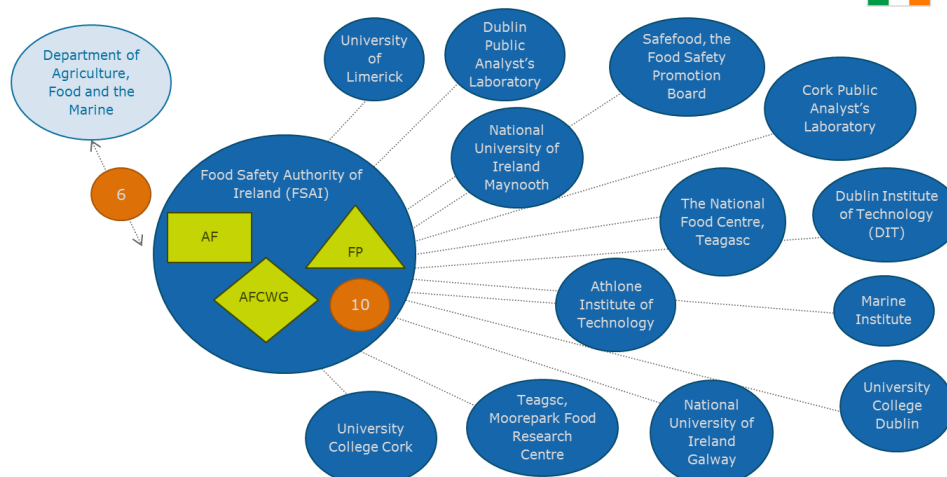 Department of
Agriculture,
Food and the
Marine
University
of
Limerick
Dublin
Public
Analyst's
Laboratory
Safefood, the
Food Safety
Promotion
Board
Cork Public
Analyst's
Laboratory
National
University of
Ireland
Maynooth
6
Food Safety Authority of
Ireland (FSAI)
AF
FP
AFCWG
10
The National
Food Centre,
Teagasc
Dublin Institute
of Technology
(DIT)
Athlone
Institute of
Technology
Marine
Institute
University
College Cork
Teagsc,
Moorepark Food
Research
Centre
National
University of
Ireland
Galway
University
College
Dublin